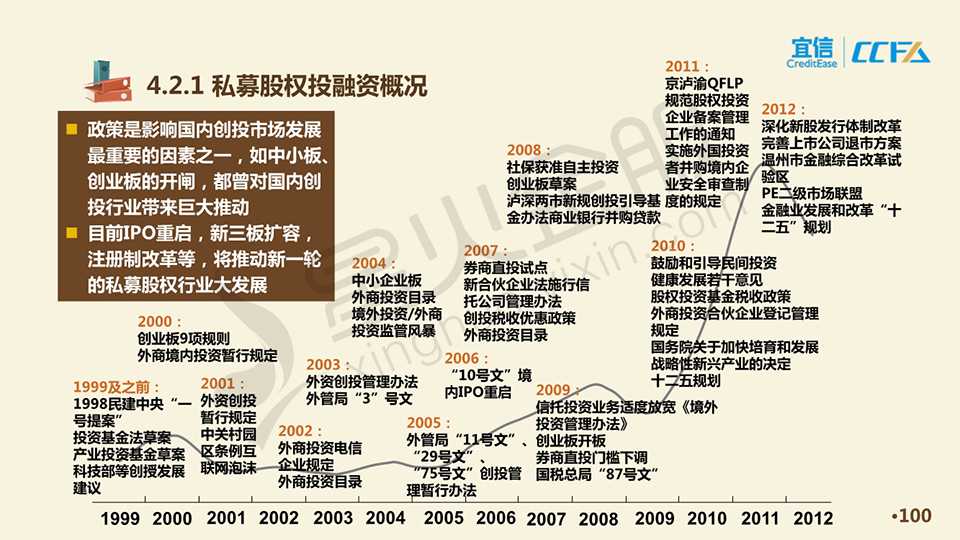 宜信
CreditEase
CCFA
4.2.1 私募股权投融资概况
政策是影响国内创投市场发展
最重要的因素之一，如中小板、
创业板的开闸，都曾对国内创
投行业带来巨大推动
目前IPO重启，新三板扩容，
注册制改革等，将推动新一轮
的私募股权行业大发展
1999及之前：
1998民建中央“一
号提案”
投资基金法草案
产业投资基金草案
科技部等创投发展
建议
2000：
创业板9项规则
外商境内投资暂行规定
2001：
外资创投
暂行规定
中关村园
区条例互
联网泡沫
2002：
外商投资电信
企业规定
外商投资目录
2003：
外资创投管理办法
外管局“3”号文
2004：
中小企业板
外商投资目录
境外投资/外商
投资监管风暴
2005：
外管局“11号文”、
“29号文”、
“75号文”创投管
理暂行办法
2006：
“10号文”境
内IPO重启
2007：
券商直投试点
新合伙企业法施行信
托公司管理办法
创投税收优惠政策
外商投资目录
2008：
社保获准自主投资
创业板草案
泸深两市新规创投引导基
金办法商业银行并购贷款
2009：
信托投资业务适度放宽《境外
投资管理办法》
创业板开板
券商直投门槛下调
国税总局“87号文”
2010：
鼓励和引导民间投资
健康发展若干意见
股权投资基金税收政策
外商投资合伙企业登记管理
规定
国务院关于加快培育和发展
战略性新兴产业的决定
十二五规划
2011：
京泸渝QFLP
规范股权投资
企业备案管理
工作的通知
实施外国投资
者并购境内企
业安全审查制
度的规定
2012：
深化新股发行体制改革
完善上市公司退市方案
温州市金融综合改革试
验区
PE二级市场联盟
金融业发展和改革“十
二五”规划
1999 2000 2001 2002 2003 2004 2005 2006 2007 2008 2009 2010 2011 2012
•100